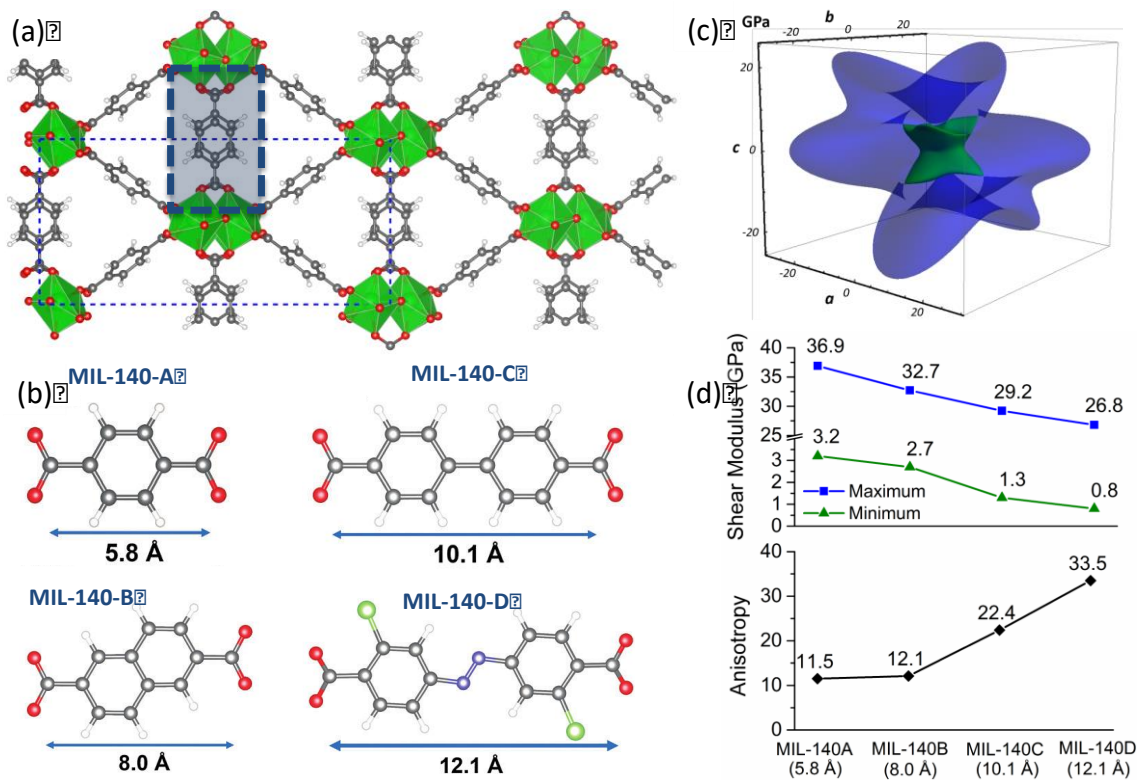 (a)
(b)
MIL-140-A
5.8 Å
MIL-140-C
10.1 Å
MIL-140-B
8.0 Å
MIL-140-D
12.1 Å
(c)
GPa
b
-20
0
20
20
c
0
-20
-20
a
0
20
(d)
Shear Modulus (GPa)
40
35
30
25
3
2
1
0
36.9
32.7
29.2
26.8
3.2
2.7
1.3
0.8
Maximum
Minimum
Anisotropy
40
30
20
10
0
11.5
12.1
22.4
33.5
MIL-140A
(5.8 Å)
MIL-140B
(8.0 Å)
MIL-140C
(10.1 Å)
MIL-140D
(12.1 Å)